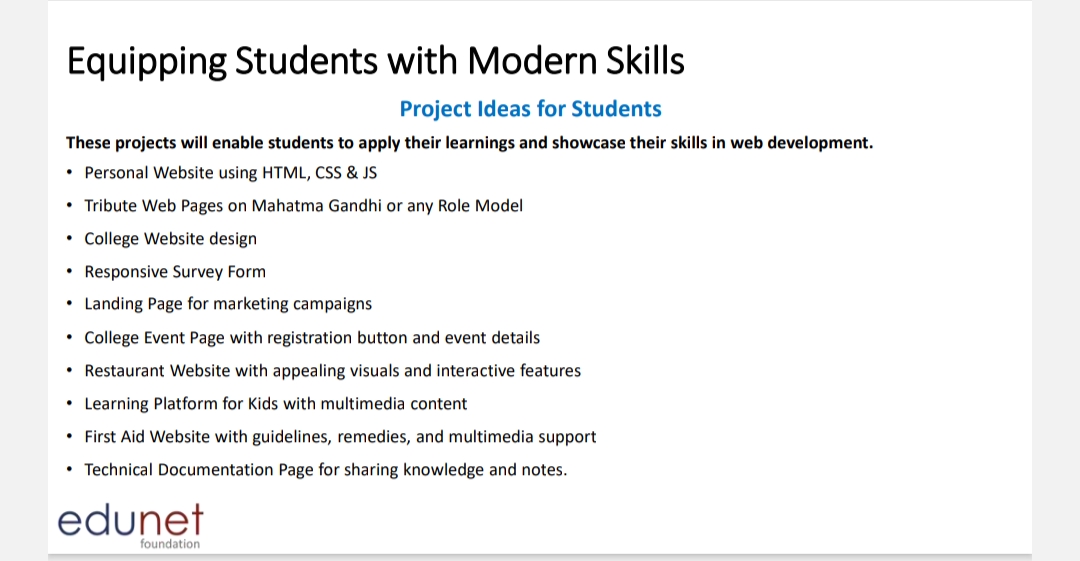 Equipping Students with Modern Skills
Project Ideas for Students
These projects will enable students to apply their learnings and showcase their skills in web development.
• Personal Website using HTML, CSS & JS
• Tribute Web Pages on Mahatma Gandhi or any Role Model
• College Website design
• Responsive Survey Form
• Landing Page for marketing campaigns
• College Event Page with registration button and event details
• Restaurant Website with appealing visuals and interactive features
• Learning Platform for Kids with multimedia content
• First Aid Website with guidelines, remedies, and multimedia support
• Technical Documentation Page for sharing knowledge and notes.
edunet
foundation